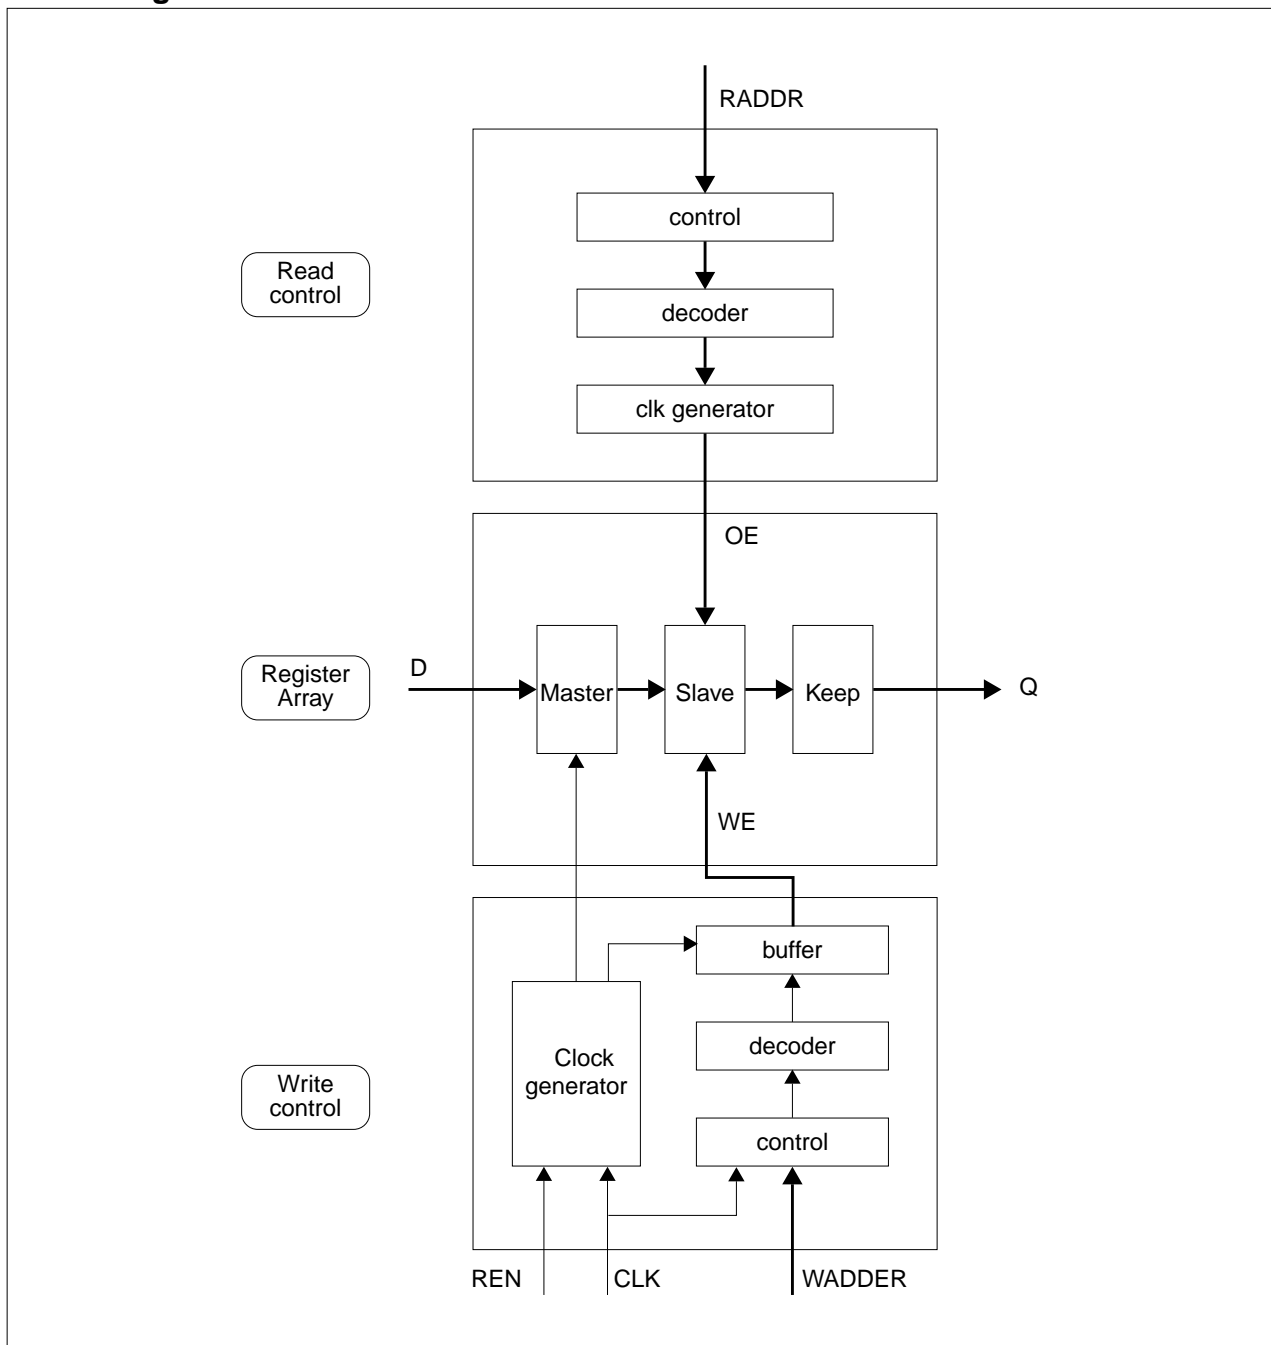 RADDR
control
Read
control
decoder
clk generator
OE
Register
Array
D
Master
Slave
Keep
Q
WE
buffer
decoder
Clock
generator
Write
control
control
REN
CLK
WADDER